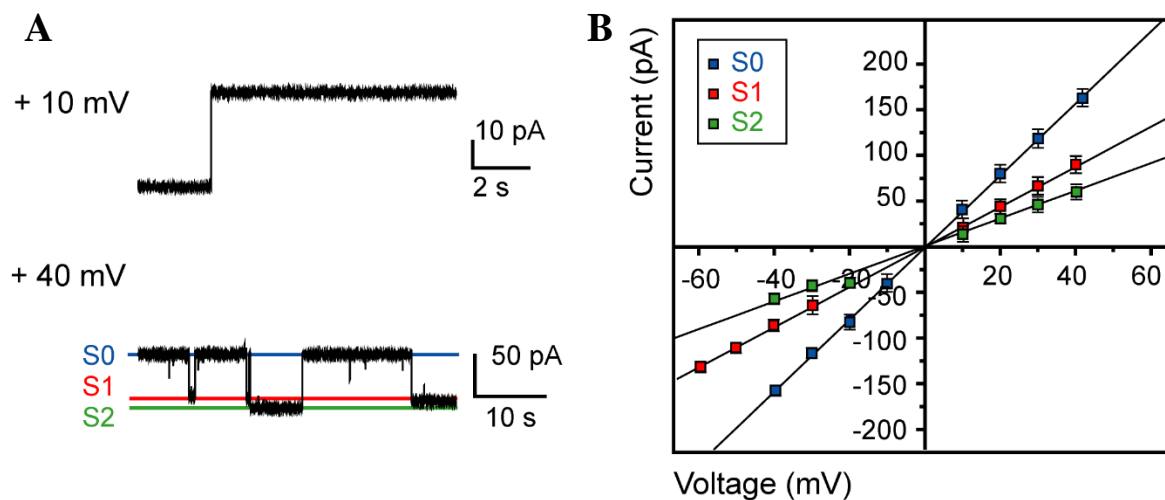 A
+ 10 mV
10 pA
2 s
+ 40 mV
S0
S1
S2
50 pA
10 s
B
S0
S1
S2
Current (pA)
200
150
100
50
-60 -40 -20
20 40 60
-50
-100
-150
-200
Voltage (mV)